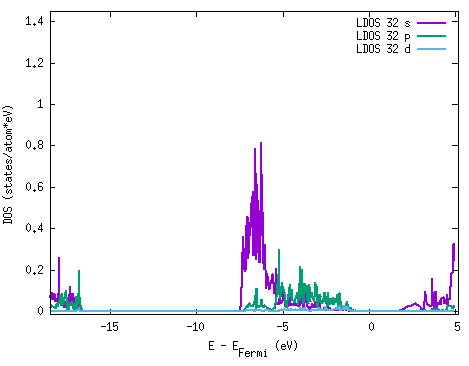 1.4
1.2
1
0.8
0.6
0.4
0.2
0
DOS (states/atom*eV)
LDOS 32 s
LDOS 32 p
LDOS 32 d
-15 -10 -5 0 5
E - E_Fermi (eV)